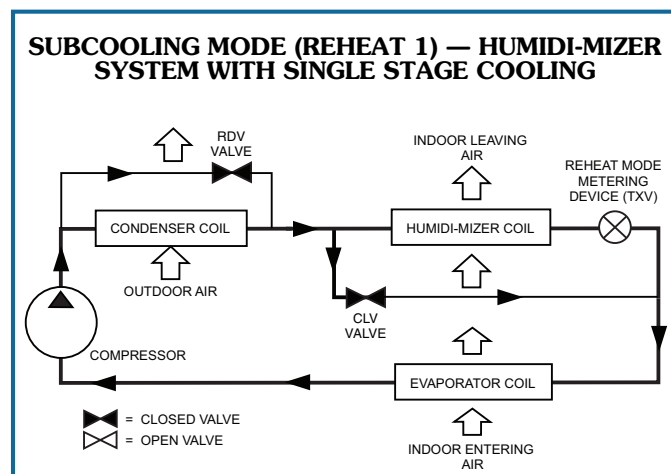 SUBCOOLING MODE (REHEAT 1) — HUMIDI-MIZER
SYSTEM WITH SINGLE STAGE COOLING
RDV
VALVE
INDOOR LEAVING
AIR
REHEAT MODE
METERING
DEVICE (TXV)
CONDENSER COIL
HUMIDI-MIZER COIL
OUTDOOR AIR
CLV
VALVE
COMPRESSOR
EVAPORATOR COIL
= CLOSED VALVE
= OPEN VALVE
INDOOR ENTERING
AIR